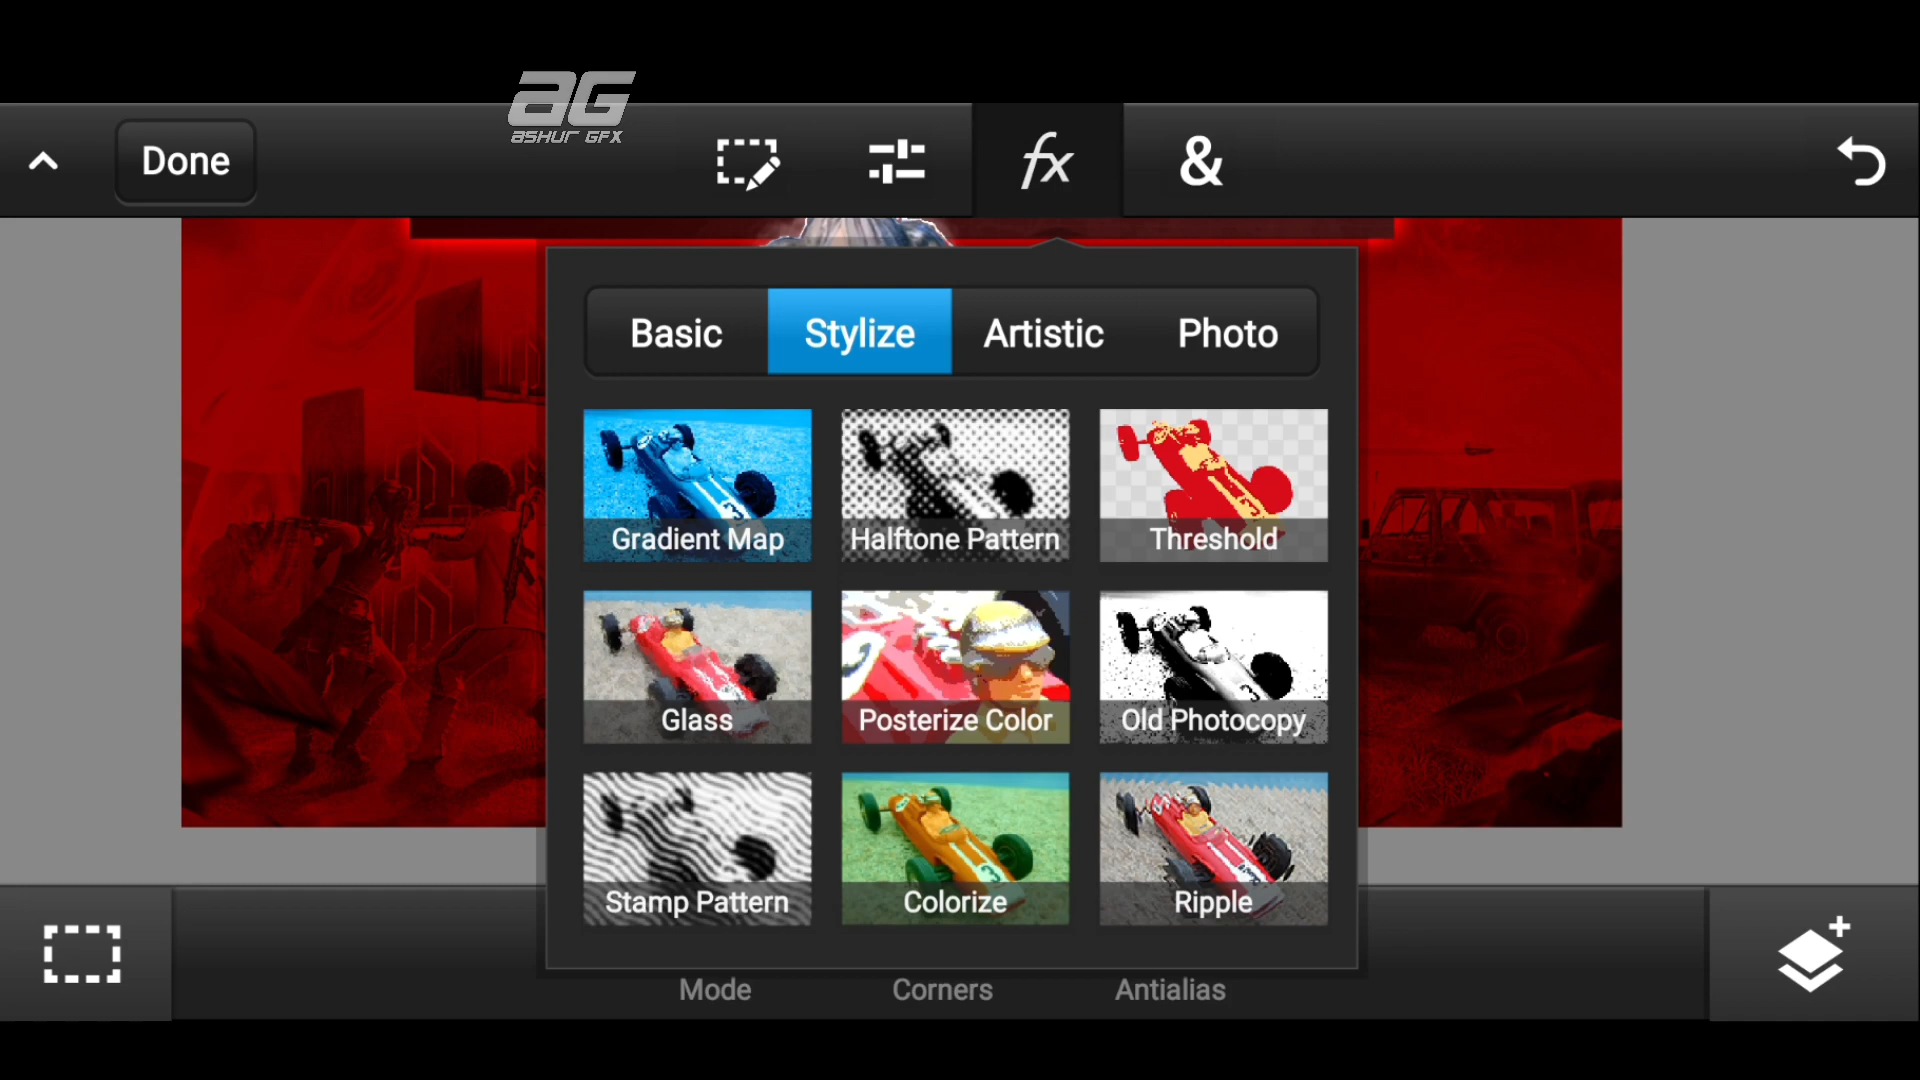 AG
ASHUR GFX
Done
fx
&
Basic
Stylize
Artistic
Photo
Gradient Map
Halftone Pattern
Threshold
Glass
Posterize Color
Old Photocopy
Stamp Pattern
Colorize
Ripple
Mode
Corners
Antialias